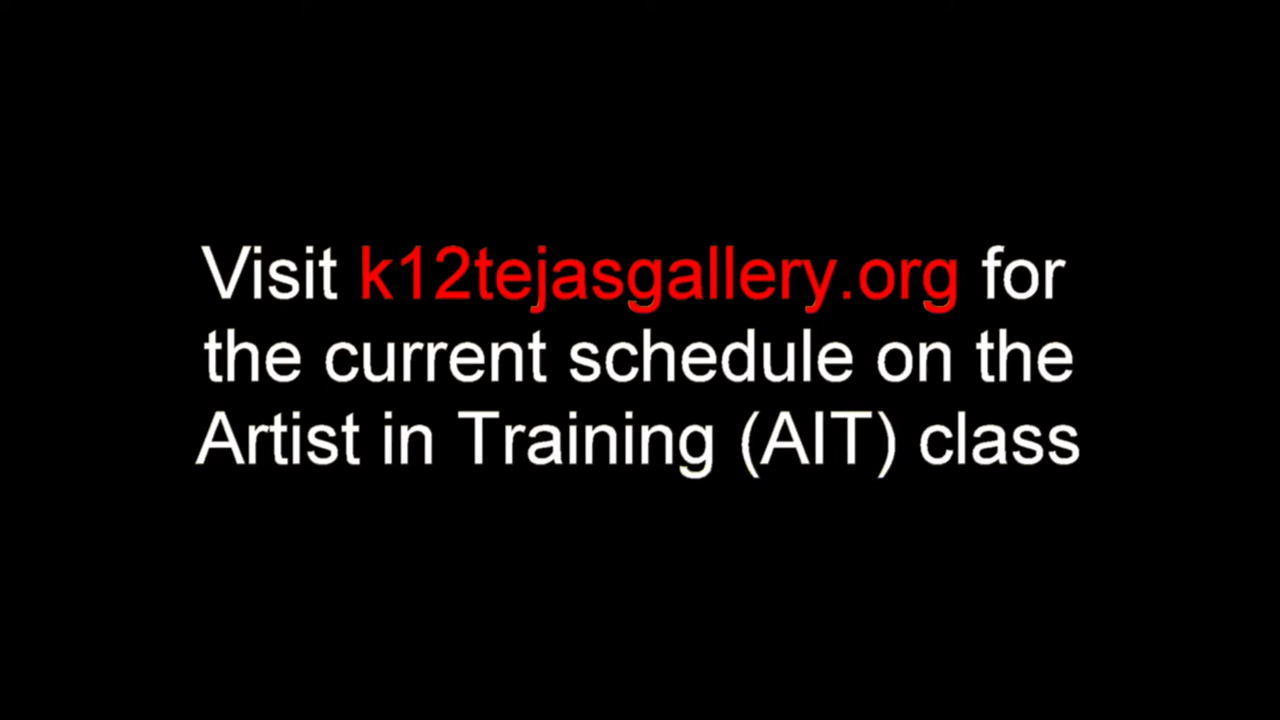 Visit k12tejasgallery.org for
the current schedule on the
Artist in Training (AIT) class